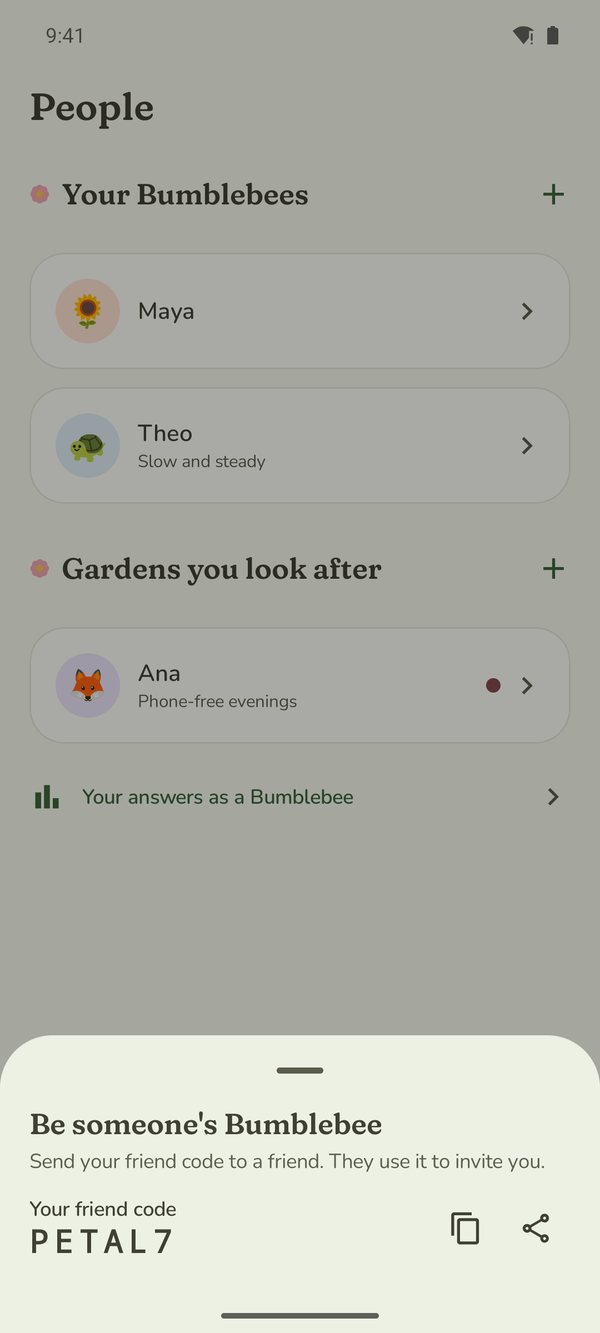 9:41
People
Your Bumblebees
Maya
Theo
Slow and steady
Gardens you look after
Ana
Phone-free evenings
Your answers as a Bumblebee
Be someone's Bumblebee
Send your friend code to a friend. They use it to invite you.
Your friend code
PETAL7